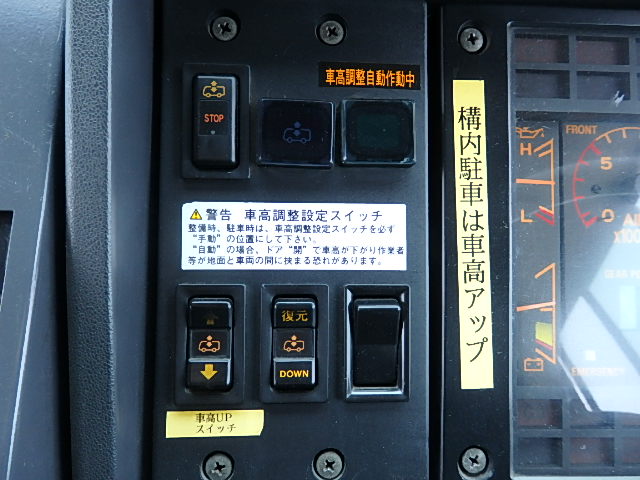 車高調整自動作動中
STOP
警告 車高調整設定スイッチ
整備時、駐車時は、車高調整設定スイッチを必ず
"手動"の位置にして下さい。
"自動"の場合、ドア"開"で車高が下がり作業者
等が地面と車両の間に挟まる恐れがあります。
復元
DOWN
車高UP
スイッチ
構内駐車は車高アップ
FRONT
H
L
5
0
X100
B
EMERGENCY